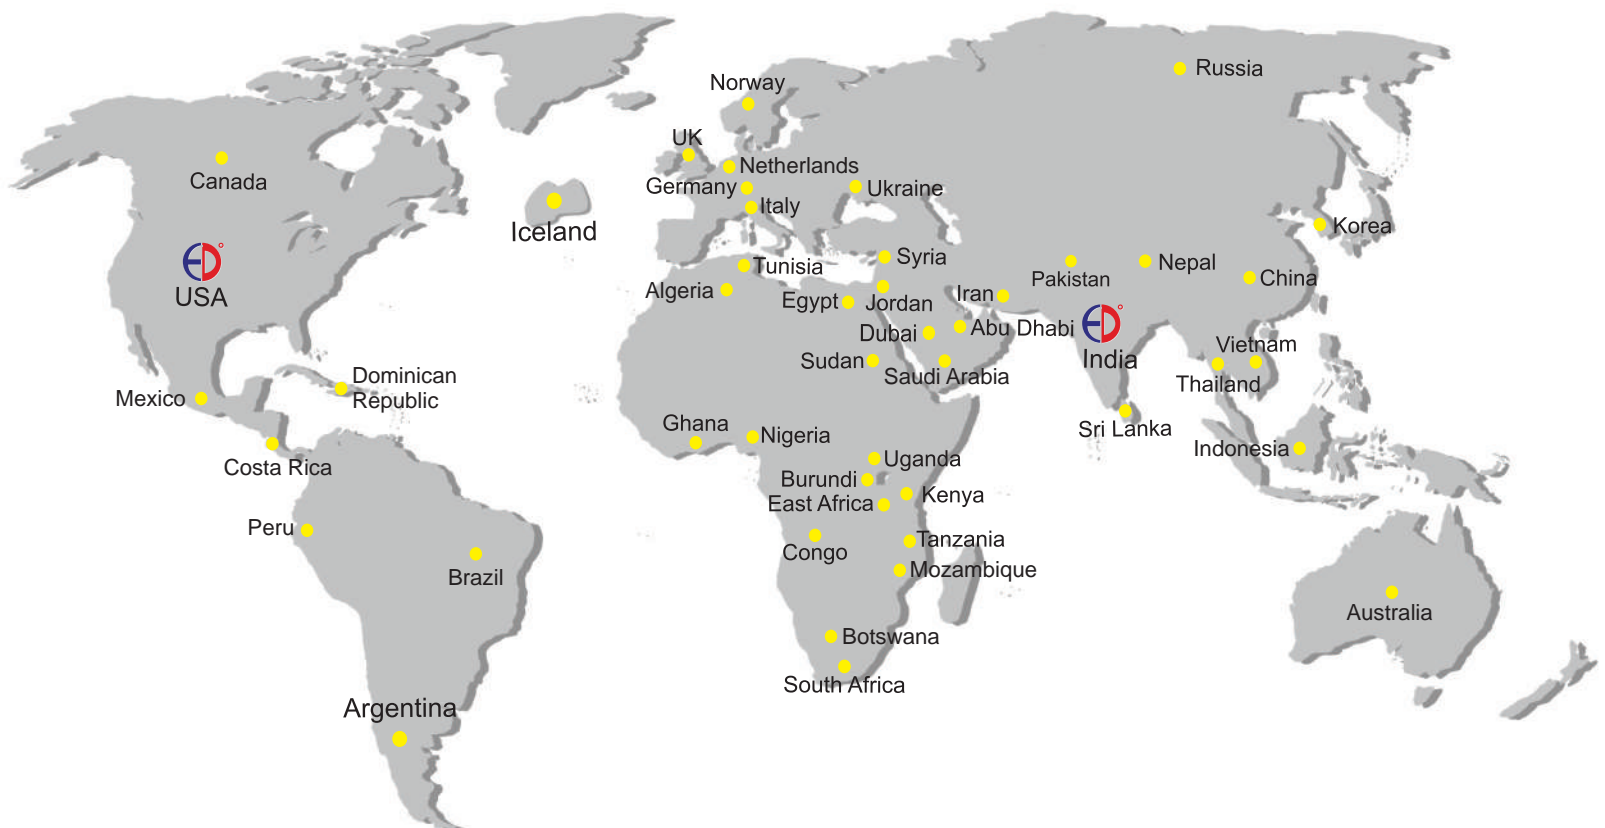 Russia
Norway
UK
Netherlands
Canada
Germany
Ukraine
Italy
Iceland
Korea
Syria
Tunisia
Pakistan
Nepal
China
USA
Algeria
Egypt
Jordan
Iran
Dubai
Abu Dhabi
Sudan
Saudi Arabia
India
Vietnam
Thailand
Dominican
Republic
Mexico
Ghana
Nigeria
Sri Lanka
Costa Rica
Uganda
Indonesia
Burundi
Kenya
East Africa
Peru
Congo
Tanzania
Brazil
Mozambique
Australia
Botswana
South Africa
Argentina